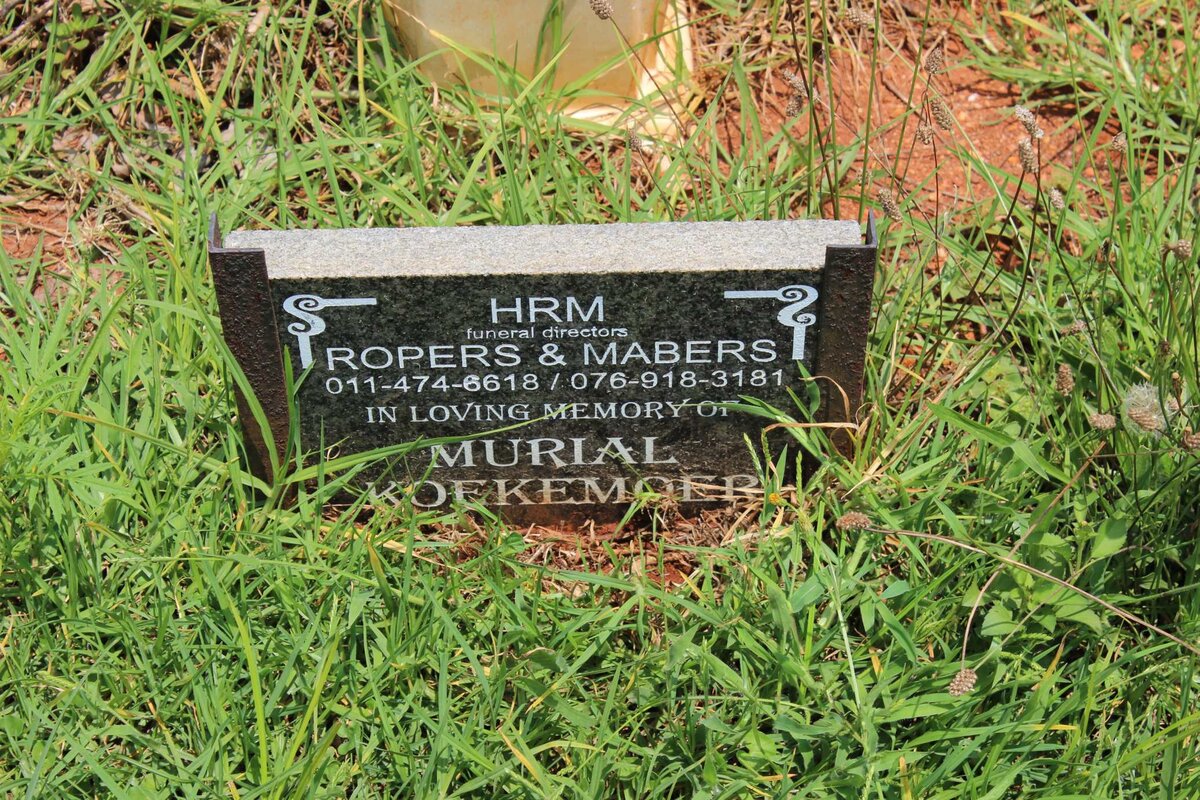 HRM
funeral directors
ROPERS & MABERS
011-474-6618 / 076-918-3181
IN LOVING MEMORY OF
MURIAL
KOEKEMOER